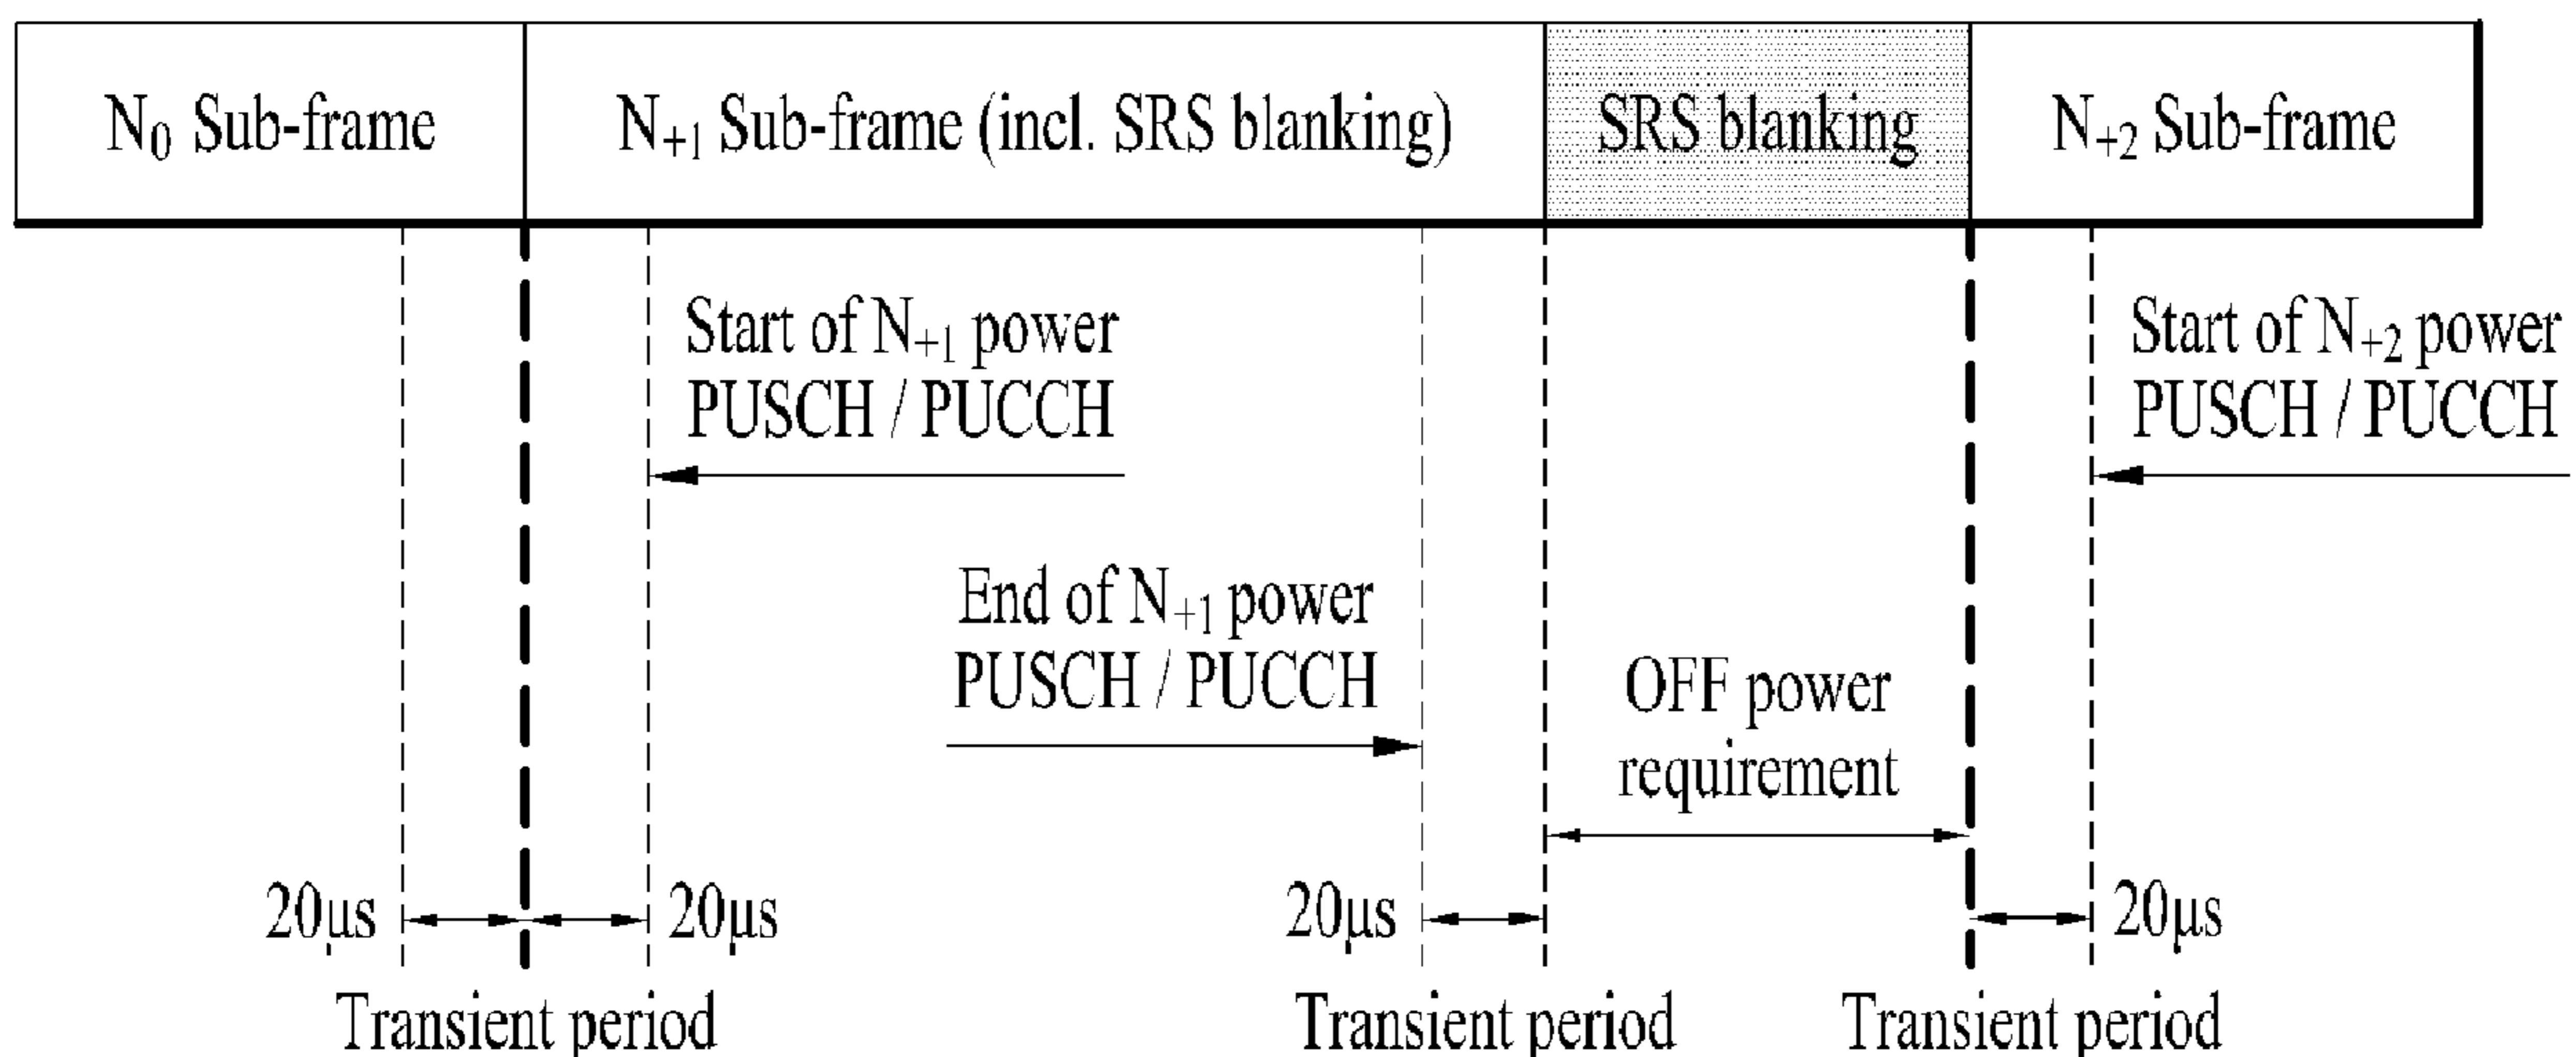 N₀ Sub-frame
N₊₁ Sub-frame (incl. SRS blanking)
SRS blanking
N₊₂ Sub-frame
Start of N₊₁ power
PUSCH / PUCCH
Start of N₊₂ power
PUSCH / PUCCH
End of N₊₁ power
PUSCH / PUCCH
OFF power
requirement
20μs
20μs
20μs
20μs
Transient period
Transient period
Transient period